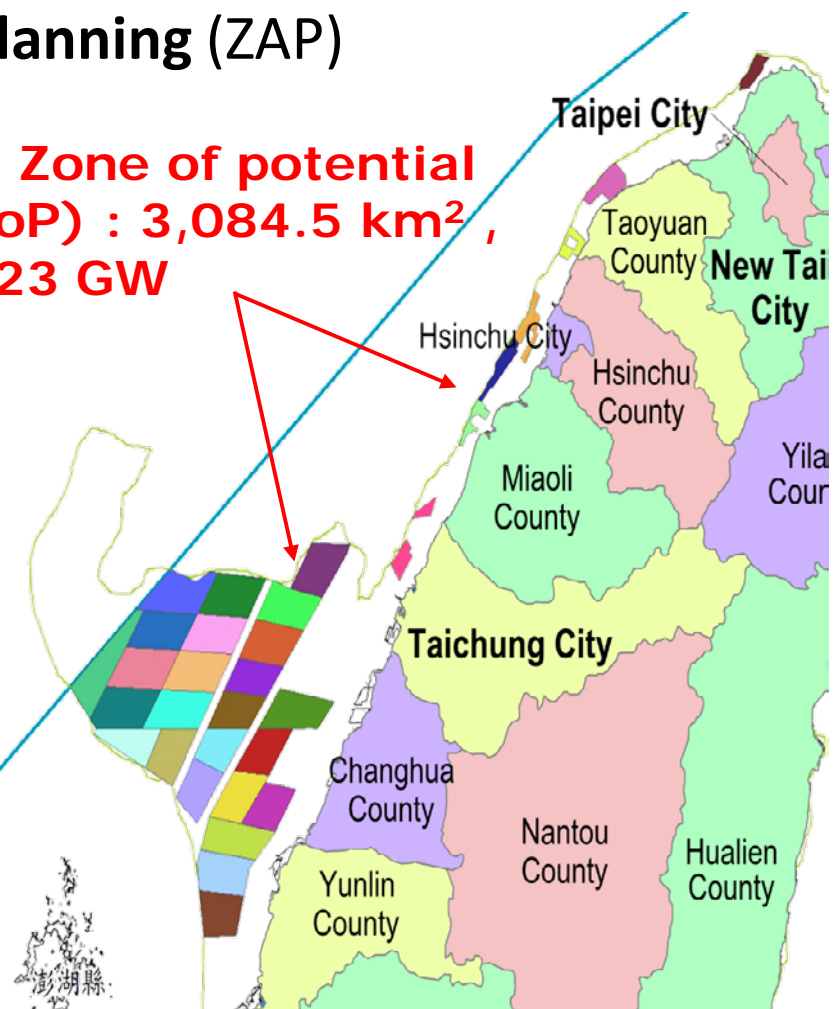 lanning (ZAP)
Zone of potential
oP) : 3,084.5 km² ,
23 GW
Taipei City
Taoyuan
County
New Tai
City
Hsinchu City
Hsinchu
County
Yila
Coun
Miaoli
County
Taichung City
Changhua
County
Nantou
County
Hualien
County
Yunlin
County
澎湖縣